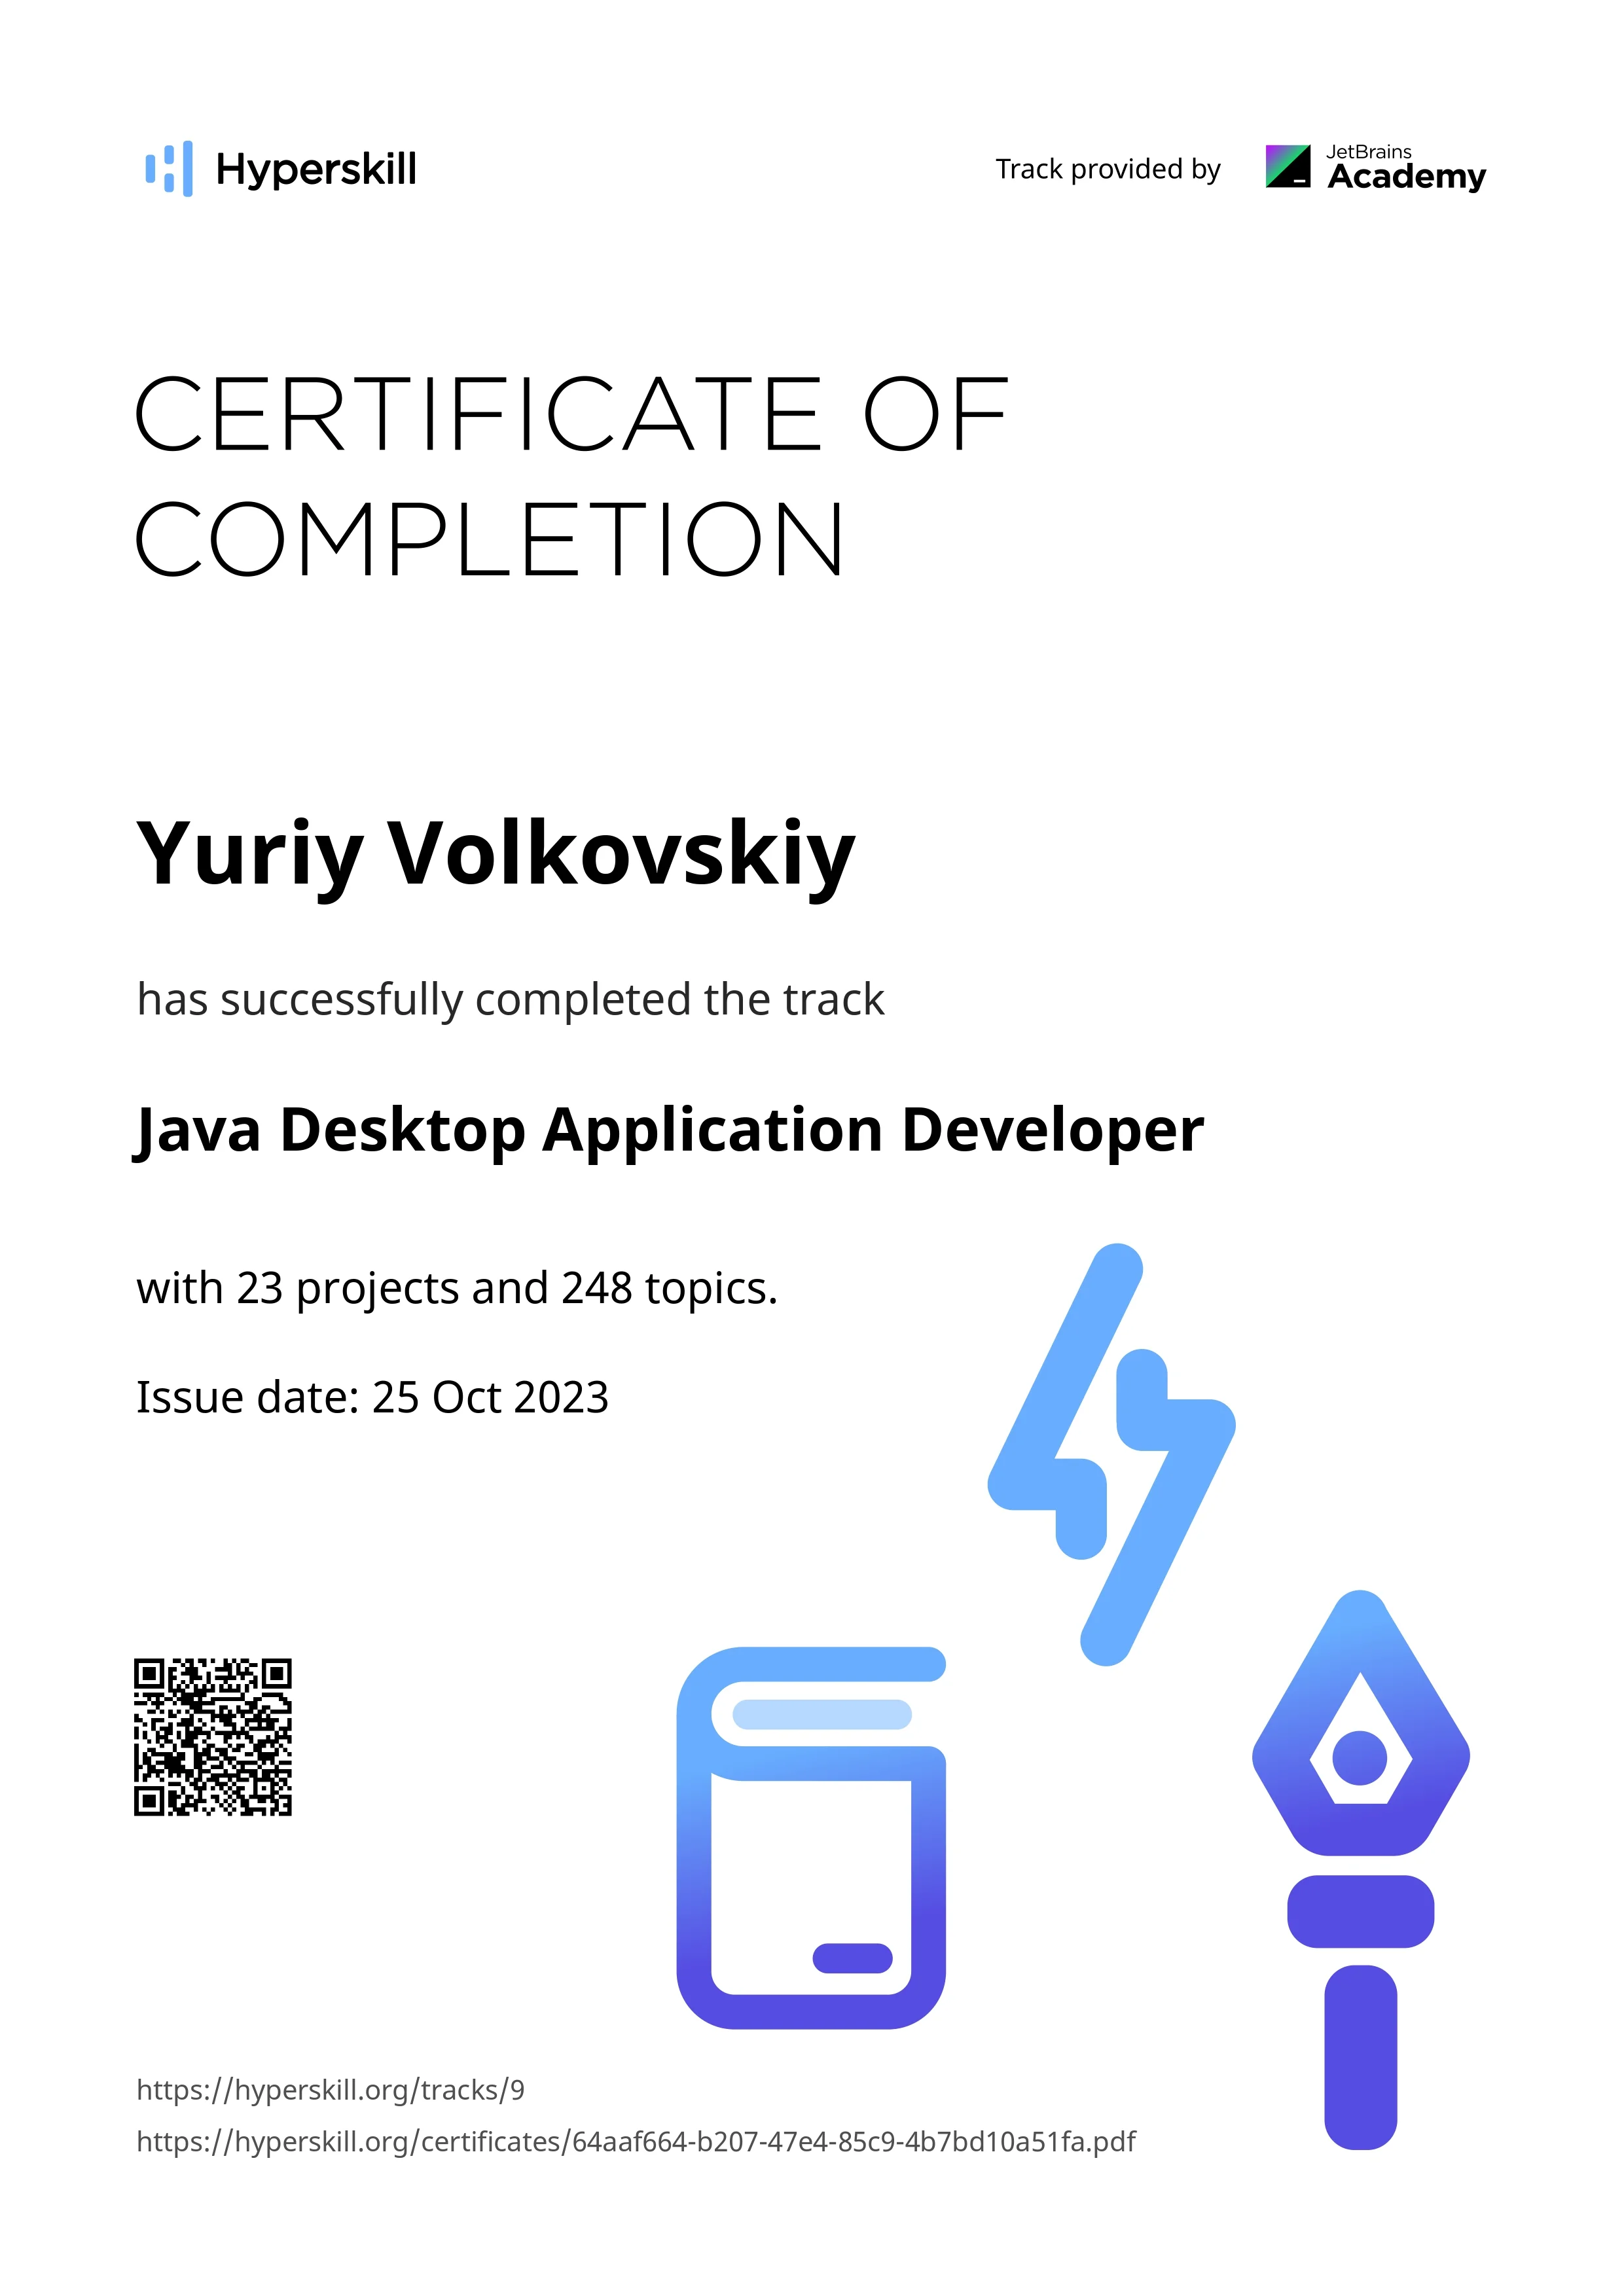 Hyperskill
Track provided by
JetBrains
Academy
CERTIFICATE OF
COMPLETION
Yuriy Volkovskiy
has successfully completed the track
Java Desktop Application Developer
with 23 projects and 248 topics.
Issue date: 25 Oct 2023
https://hyperskill.org/tracks/9
https://hyperskill.org/certificates/64aaf664-b207-47e4-85c9-4b7bd10a51fa.pdf